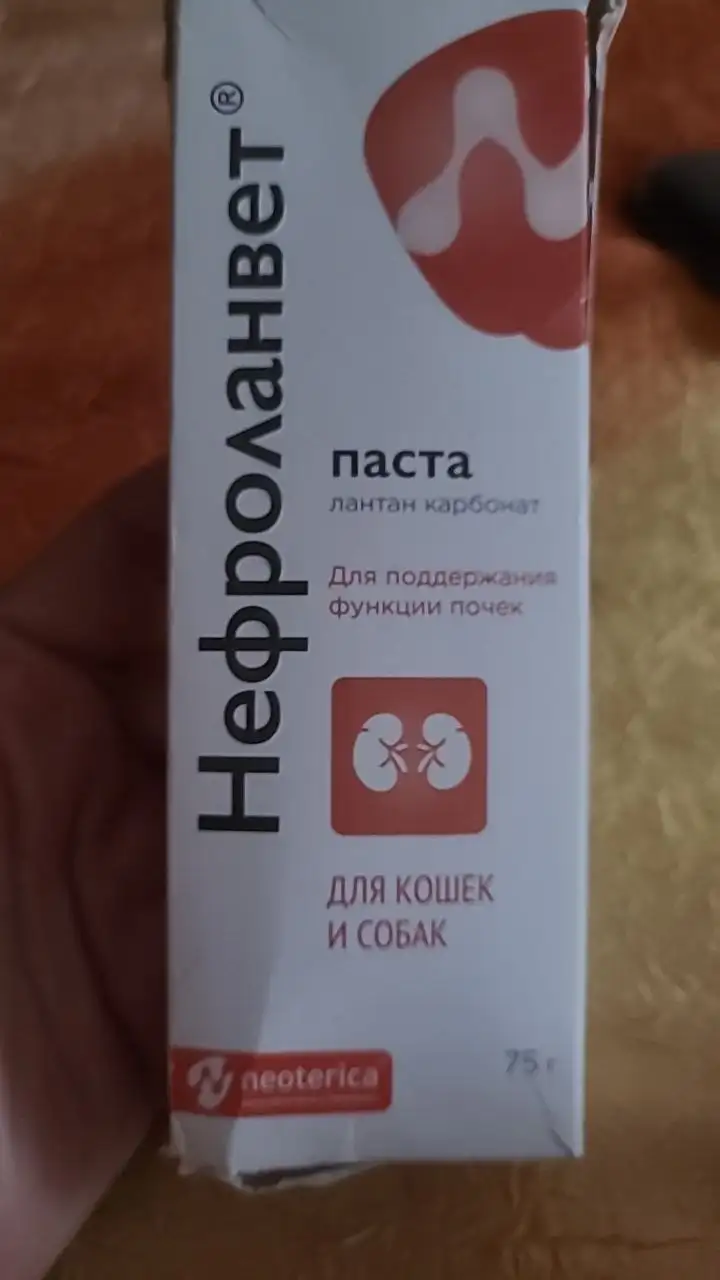 Нефроланвет®
паста
лантан карбонат
Для поддержания
функции почек
ДЛЯ КОШЕК
И СОБАК
neoterica
75 г